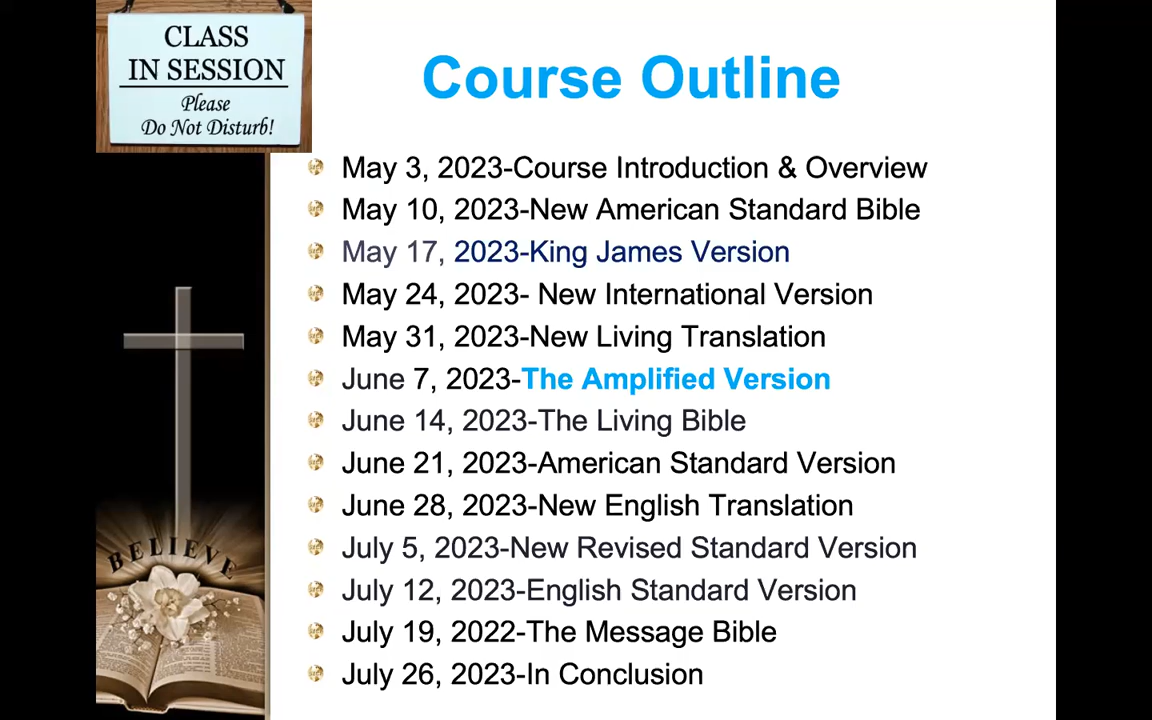 CLASS
IN SESSION
Please
Do Not Disturb!
Course Outline
May 3, 2023-Course Introduction & Overview
May 10, 2023-New American Standard Bible
May 17, 2023-King James Version
May 24, 2023- New International Version
May 31, 2023-New Living Translation
June 7, 2023-The Amplified Version
June 14, 2023-The Living Bible
June 21, 2023-American Standard Version
June 28, 2023-New English Translation
July 5, 2023-New Revised Standard Version
July 12, 2023-English Standard Version
July 19, 2022-The Message Bible
July 26, 2023-In Conclusion
BELIEVE